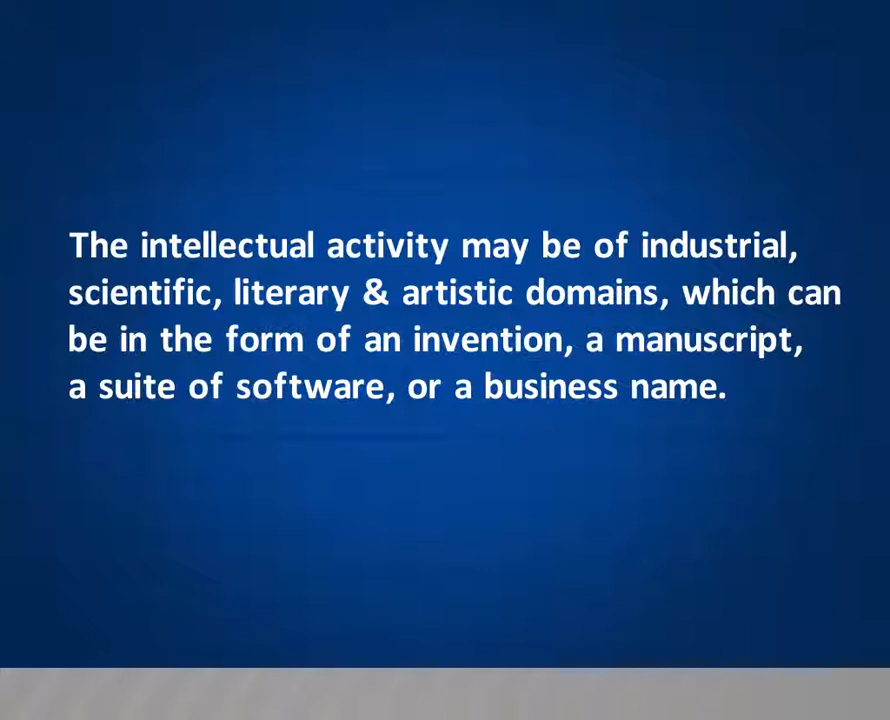 The intellectual activity may be of industrial,
scientific, literary & artistic domains, which can
be in the form of an invention, a manuscript,
a suite of software, or a business name.